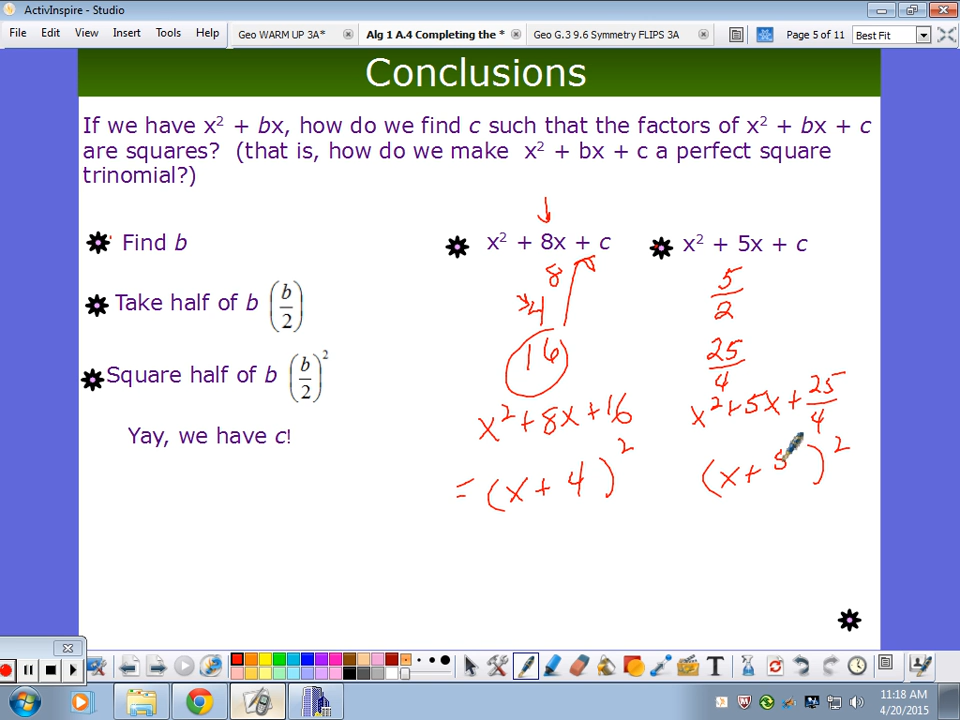 ActivInspire - Studio
File Edit View Insert Tools Help Geo WARM UP 3A* Alg 1 A.4 Completing the * Geo G.3 9.6 Symmetry FLIPS 3A Page 5 of 11 Best Fit
Conclusions
If we have x² + bx, how do we find c such that the factors of x² + bx + c
are squares? (that is, how do we make x² + bx + c a perfect square
trinomial?)
Find b
Take half of b (b/2)
Square half of b (b/2)²
Yay, we have c!
x² + 8x + c
8
4
16
x² + 8x + 16
= (x + 4)²
x² + 5x + c
5/2
25/4
x² + 5x + 25/4
(x + 5)²
11:18 AM
4/20/2015